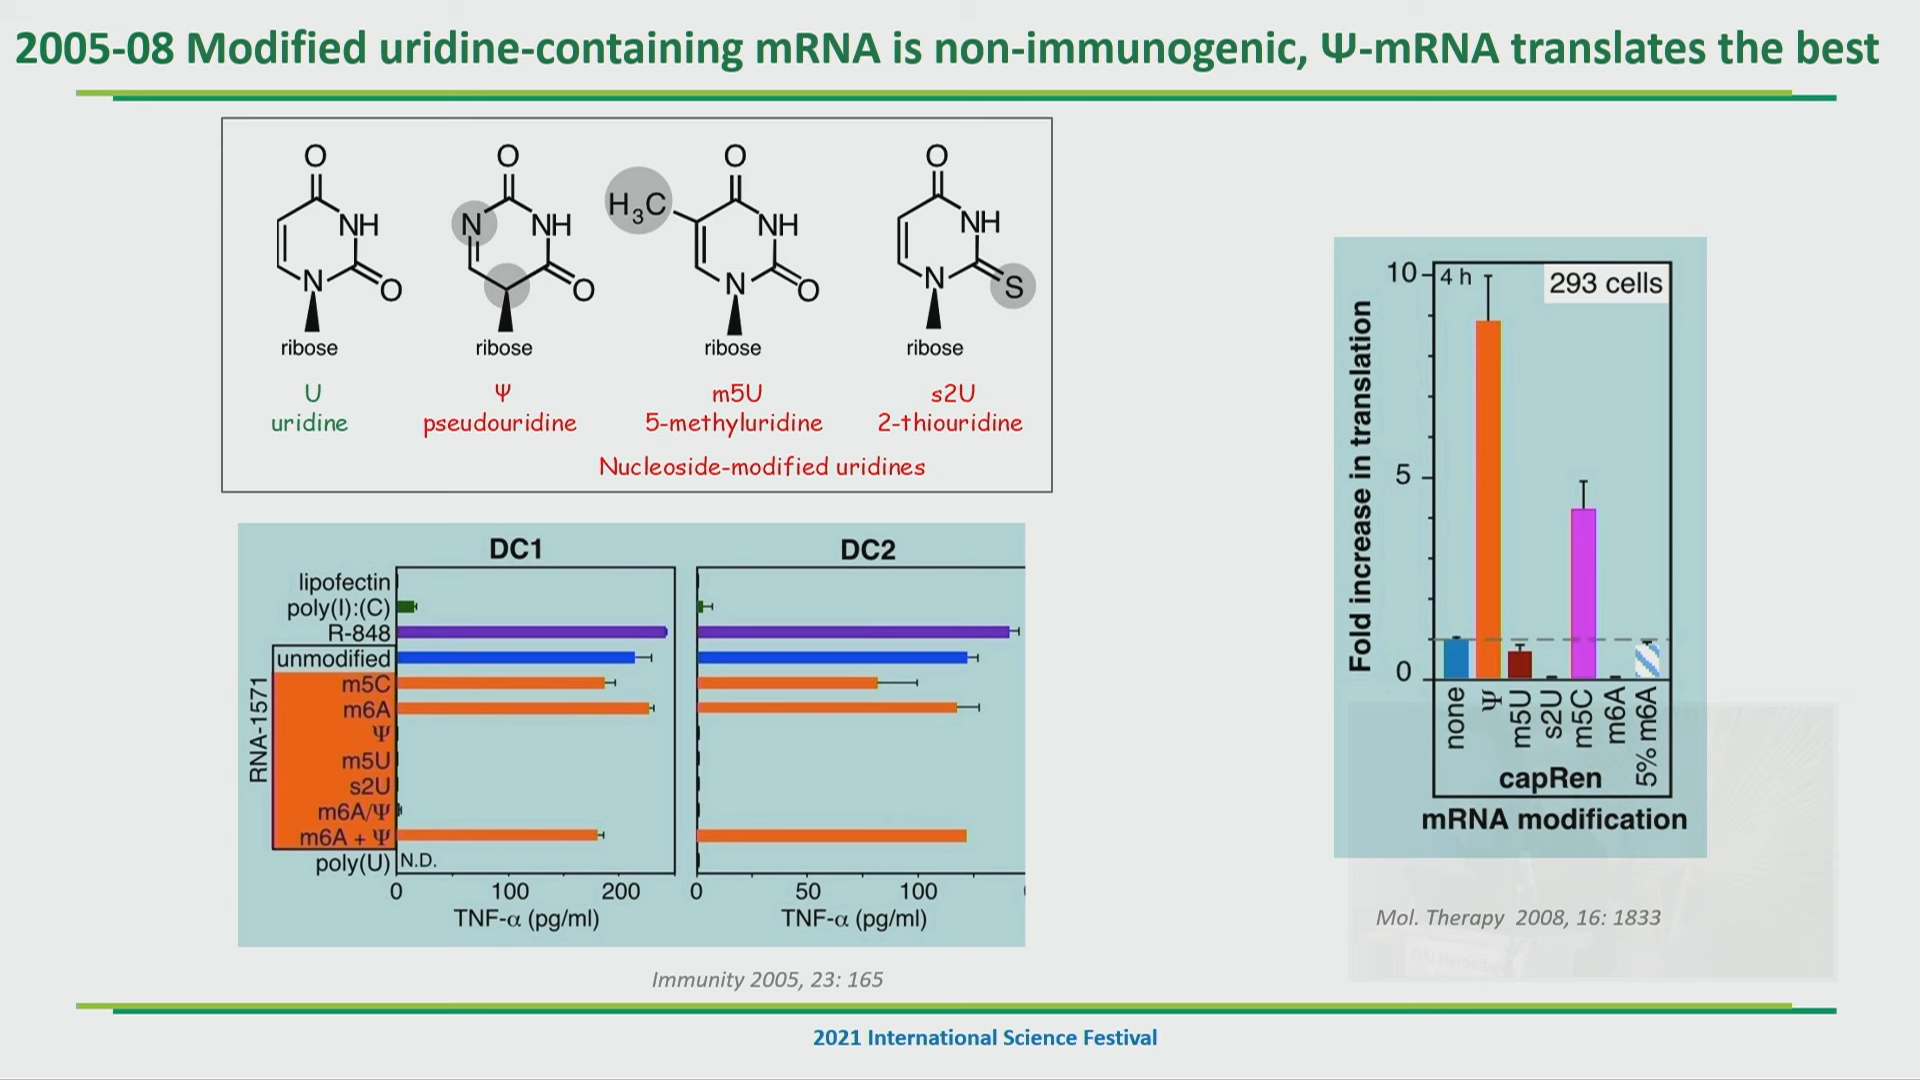 2005-08 Modified uridine-containing mRNA is non-immunogenic, Ψ-mRNA translates the best
O O O O
NH N NH H₃C NH NH
N O O N O N S
ribose ribose ribose ribose
U Ψ m5U s2U
uridine pseudouridine 5-methyluridine 2-thiouridine
Nucleoside-modified uridines
DC1 DC2
lipofectin
poly(I):(C)
R-848
RNA-1571
unmodified
m5C
m6A
Ψ
m5U
s2U
m6A/Ψ
m6A + Ψ
poly(U) N.D.
0 100 200 0 50 100
TNF-α (pg/ml) TNF-α (pg/ml)
Immunity 2005, 23: 165
Fold increase in translation
10 4 h 293 cells
5
0
none Ψ m5U s2U m5C m6A 5% m6A
capRen
mRNA modification
Mol. Therapy 2008, 16: 1833
2021 International Science Festival